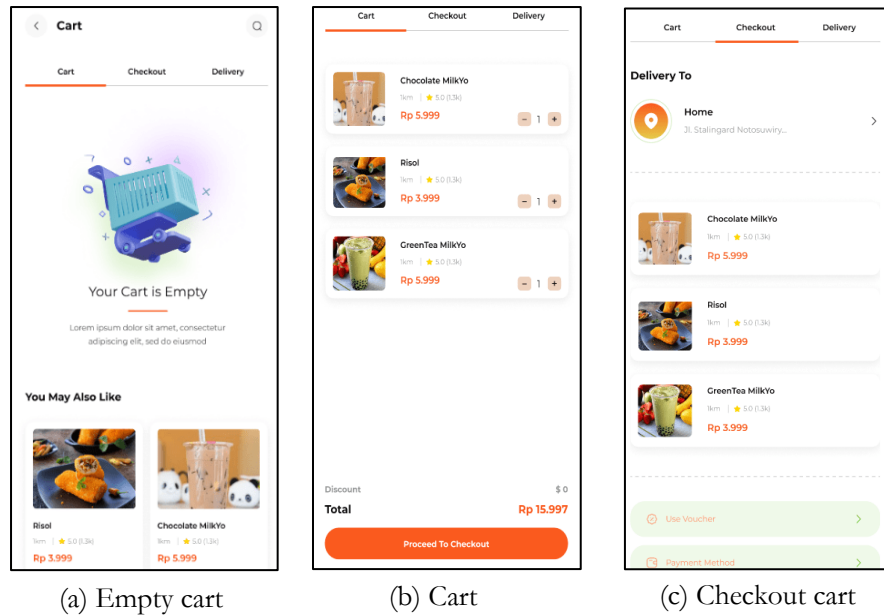 Cart
Cart Checkout Delivery
Your Cart is Empty
Lorem ipsum dolor sit amet, consectetur
adipiscing elit, sed do eiusmod
You May Also Like
Risol
1km | 5.0 (1.3k)
Rp 3.999
Chocolate MilkYo
1km | 5.0 (1.3k)
Rp 5.999
(a) Empty cart
Cart Checkout Delivery
Chocolate MilkYo
1km | 5.0 (1.3k)
Rp 5.999
− 1 +
Risol
1km | 5.0 (1.3k)
Rp 3.999
− 1 +
GreenTea MilkYo
1km | 5.0 (1.3k)
Rp 5.999
− 1 +
Discount $ 0
Total Rp 15.997
Proceed To Checkout
(b) Cart
Cart Checkout Delivery
Delivery To
Home
Jl. Stalingard Notosuwiry...
Chocolate MilkYo
1km | 5.0 (1.3k)
Rp 5.999
Risol
1km | 5.0 (1.3k)
Rp 3.999
GreenTea MilkYo
1km | 5.0 (1.3k)
Rp 3.999
Use Voucher
Payment Method
(c) Checkout cart